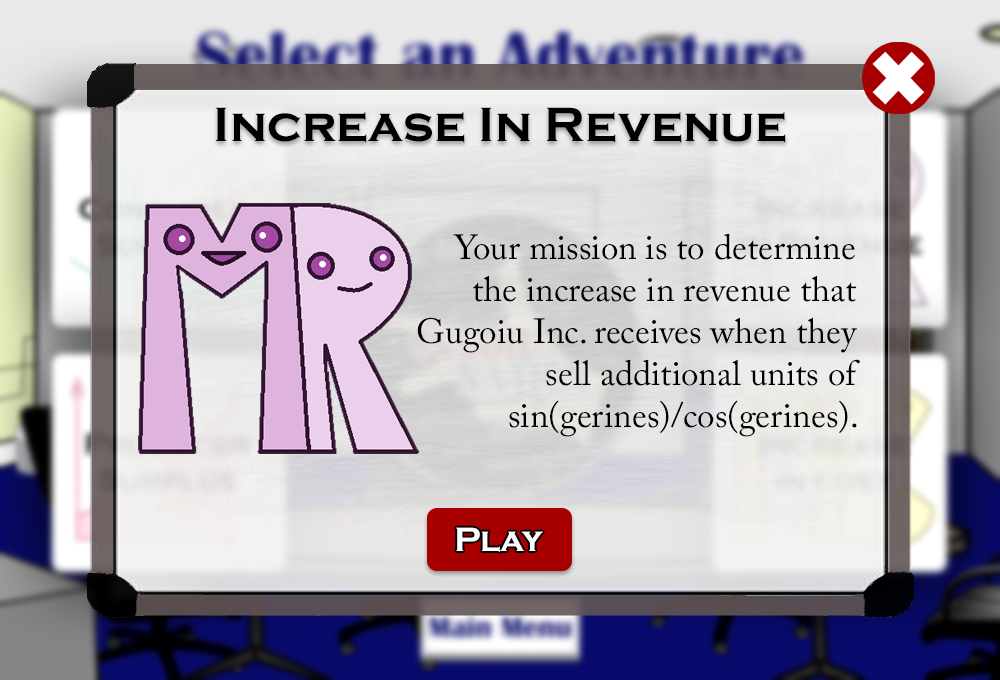 Select an Adventure
INCREASE IN REVENUE
MR
Your mission is to determine
the increase in revenue that
Gugoiu Inc. receives when they
sell additional units of
sin(gerines)/cos(gerines).
PLAY
Main Menu